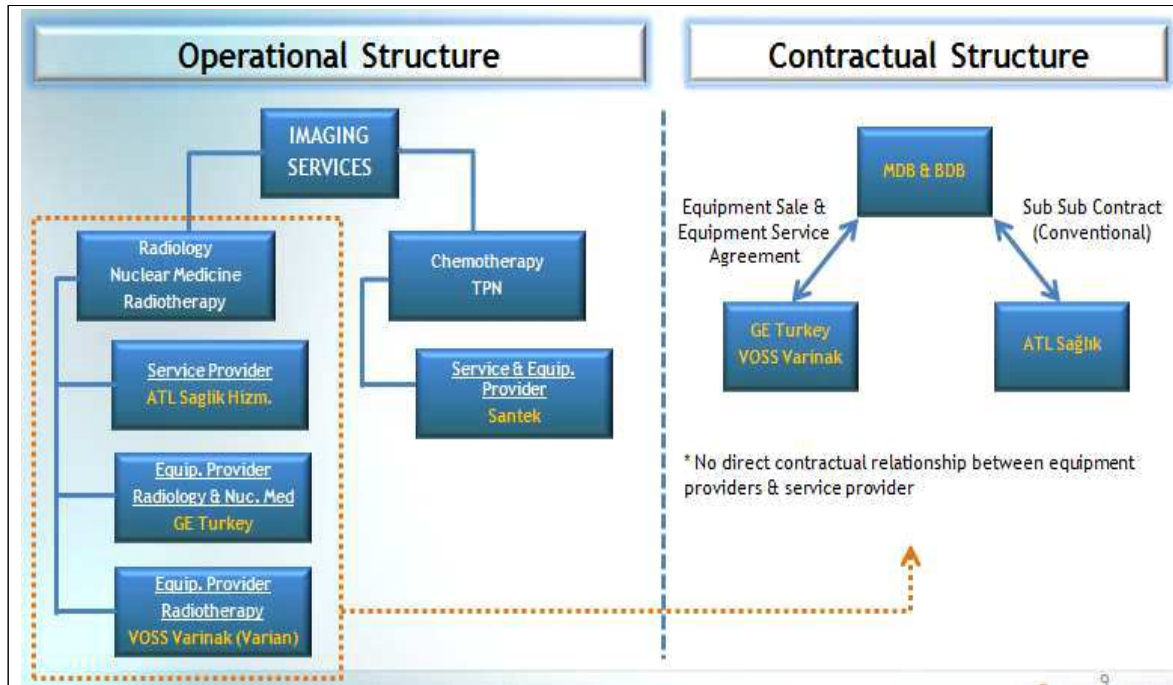 Operational Structure
IMAGING
SERVICES
Radiology
Nuclear Medicine
Radiotherapy
Chemotherapy
TPN
Service Provider
ATL Saglik Hizm.
Service & Equip.
Provider
Santek
Equip. Provider
Radiology & Nuc. Med
GE Turkey
Equip. Provider
Radiotherapy
VOSS Varinak (Varian)
Contractual Structure
MDB & BDB
Equipment Sale &
Equipment Service
Agreement
Sub Sub Contract
(Conventional)
GE Turkey
VOSS Varinak
ATL Sağlık
* No direct contractual relationship between equipment
providers & service provider
9